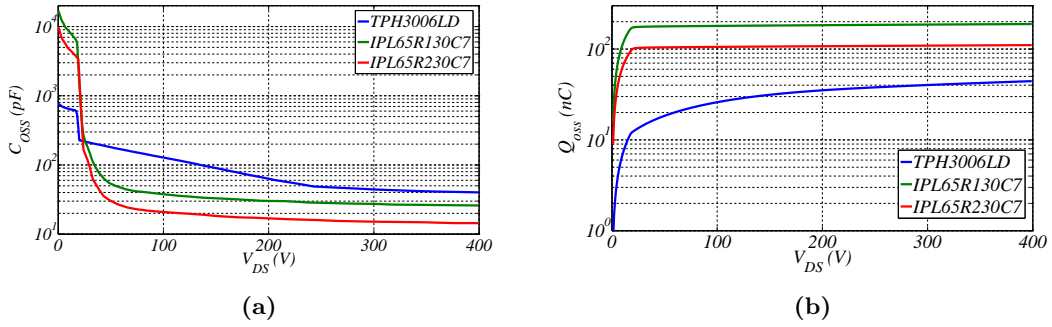 10^4
10^3
10^2
10^1
C_OSS (pF)
0
100
200
300
400
V_DS (V)
TPH3006LD
IPL65R130C7
IPL65R230C7
(a)
10^2
10^1
10^0
Q_oss (nC)
0
100
200
300
400
V_DS (V)
TPH3006LD
IPL65R130C7
IPL65R230C7
(b)